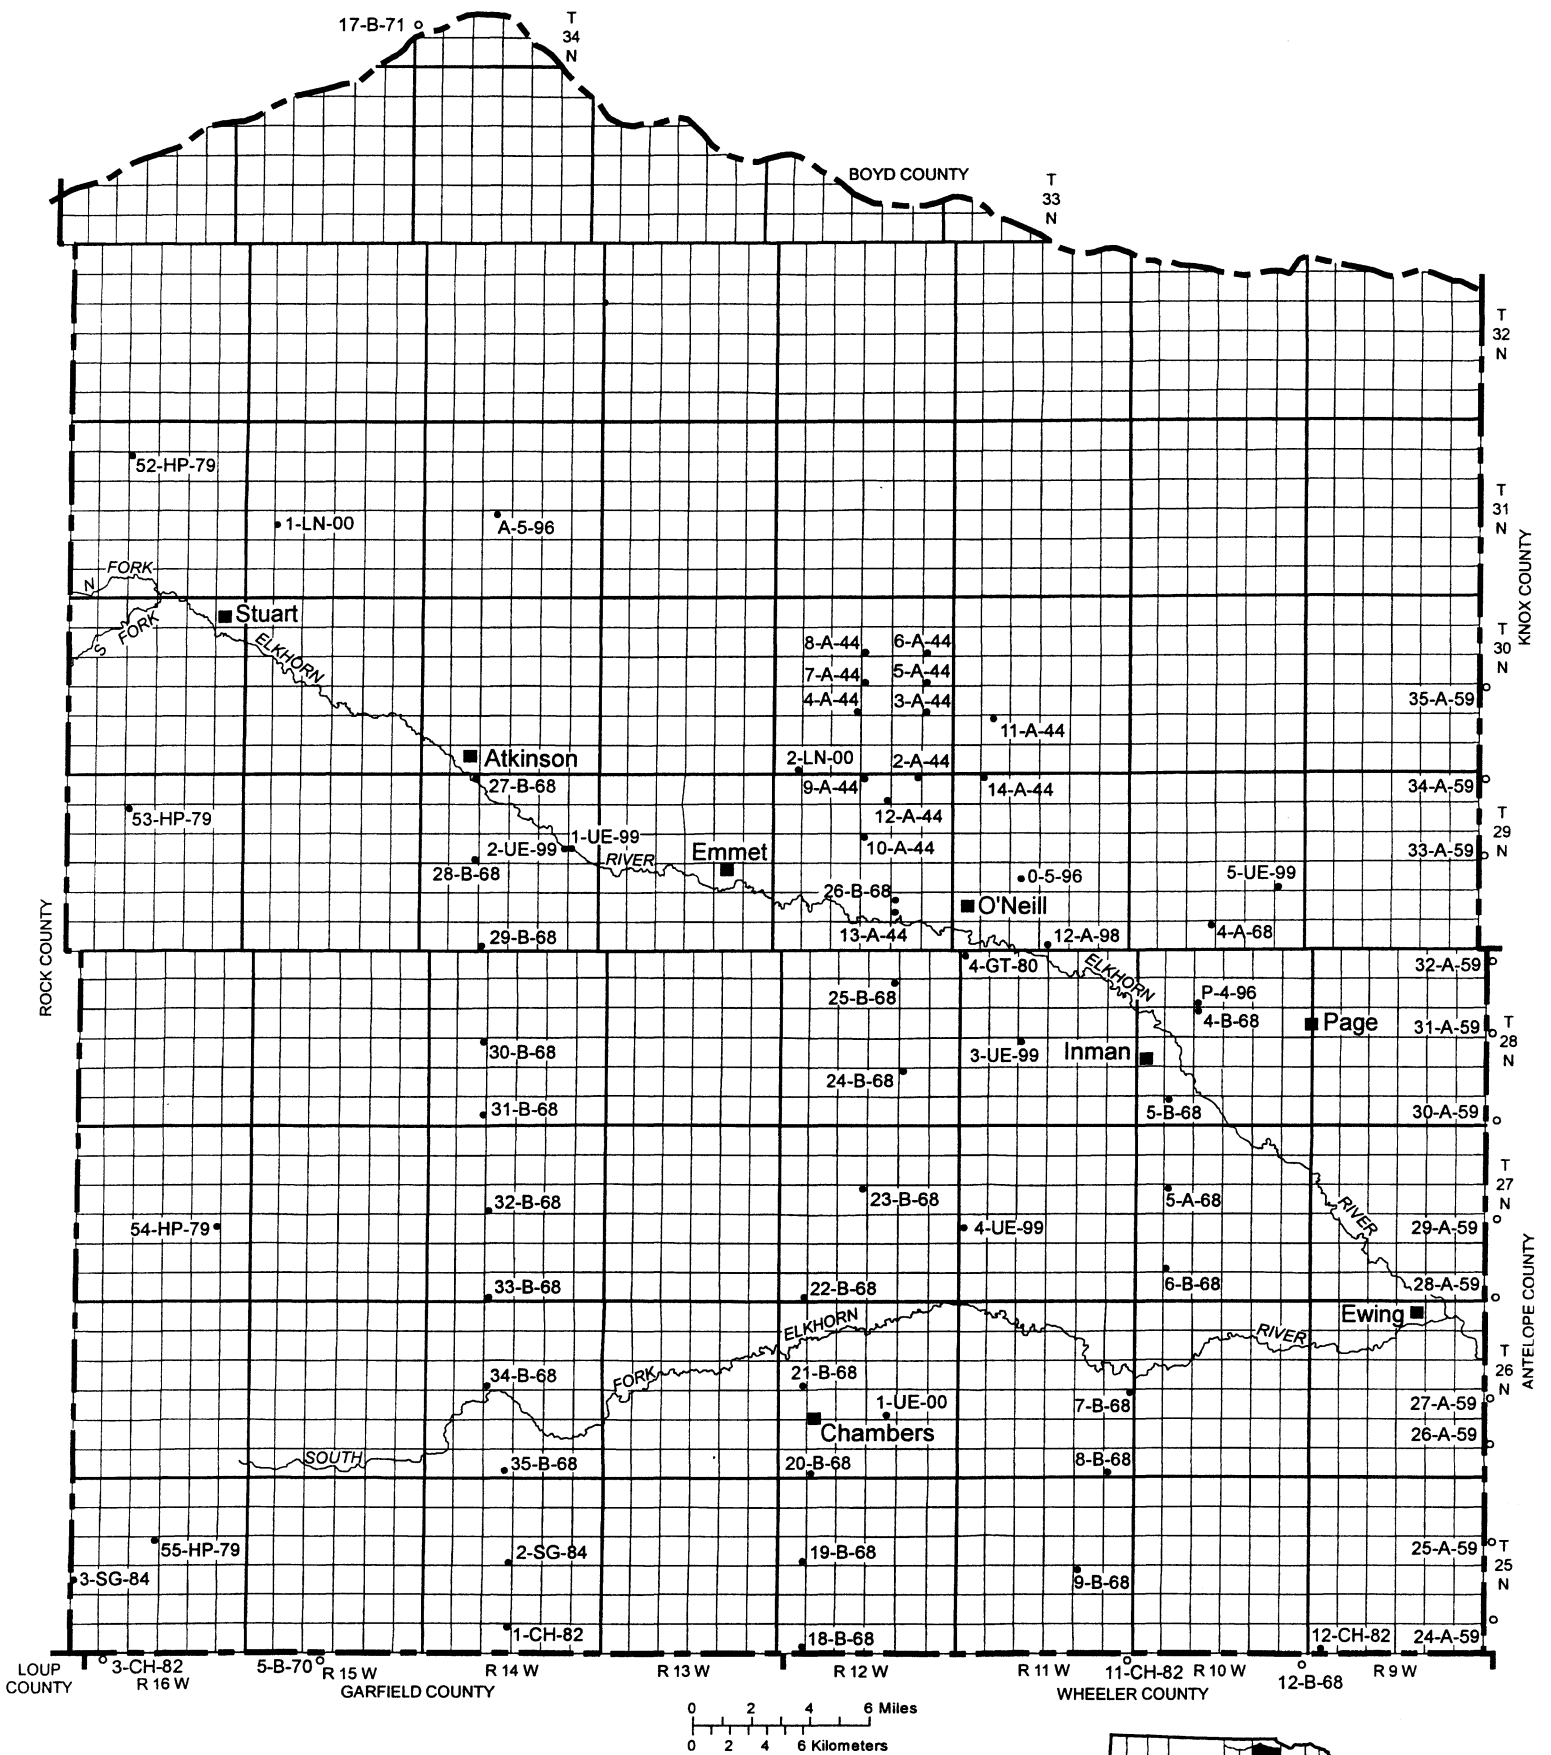 17-B-71
T
34
N
BOYD COUNTY
T
33
N
T
32
N
52-HP-79
1-LN-00
A-5-96
T
31
N
KNOX COUNTY
N FORK
S FORK
Stuart
ELKHORN
8-A-44
6-A-44
T
30
N
7-A-44
5-A-44
4-A-44
3-A-44
35-A-59
11-A-44
Atkinson
2-LN-00
2-A-44
27-B-68
9-A-44
14-A-44
34-A-59
53-HP-79
12-A-44
T
29
N
1-UE-99
2-UE-99
10-A-44
33-A-59
RIVER
Emmet
28-B-68
0-5-96
5-UE-99
26-B-68
O'Neill
ROCK COUNTY
29-B-68
13-A-44
12-A-98
4-A-68
4-GT-80
ELKHORN
32-A-59
25-B-68
P-4-96
4-B-68
Page
31-A-59
T
28
N
30-B-68
3-UE-99
Inman
24-B-68
31-B-68
5-B-68
30-A-59
T
27
N
32-B-68
23-B-68
5-A-68
54-HP-79
4-UE-99
RIVER
29-A-59
33-B-68
22-B-68
6-B-68
28-A-59
ANTELOPE COUNTY
ELKHORN
RIVER
Ewing
34-B-68
FORK
21-B-68
T
26
N
1-UE-00
7-B-68
27-A-59
Chambers
26-A-59
SOUTH
35-B-68
20-B-68
8-B-68
55-HP-79
2-SG-84
19-B-68
25-A-59
T
25
N
3-SG-84
9-B-68
1-CH-82
18-B-68
12-CH-82
24-A-59
LOUP
COUNTY
3-CH-82
R 16 W
5-B-70
R 15 W
GARFIELD COUNTY
R 14 W
R 13 W
R 12 W
R 11 W
11-CH-82
R 10 W
12-B-68
R 9 W
WHEELER COUNTY
0 2 4 6 Miles
0 2 4 6 Kilometers